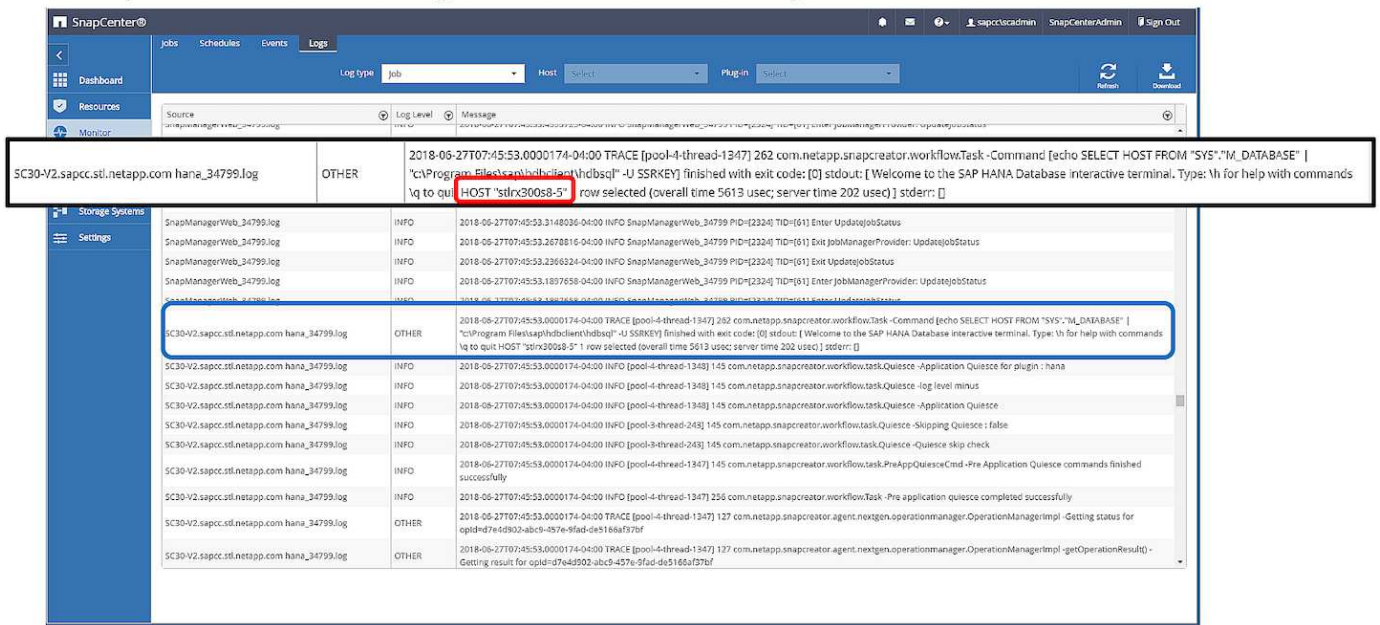 SnapCenter®
sapcc\scadmin SnapCenterAdmin Sign Out
Jobs Schedules Events Logs
Log type Job Host Select Plug-in Select
Refresh Download
Dashboard
Resources
Monitor
Source Log Level Message
SC30-V2.sapcc.stl.netapp.com hana_34799.log OTHER 2018-06-27T07:45:53.0000174-04:00 TRACE [pool-4-thread-1347] 262 com.netapp.snapcreator.workflow.Task -Command [echo SELECT HOST FROM "SYS"."M_DATABASE" |
"c:\Program Files\sap\hdbclient\hdbsql" -U SSRKEY] finished with exit code: [0] stdout: [ Welcome to the SAP HANA Database interactive terminal. Type: \h for help with commands
\q to quit HOST "stlrx300s8-5" row selected (overall time 5613 usec; server time 202 usec) ] stderr: []
Storage Systems
Settings
SnapManagerWeb_34799.log INFO 2018-06-27T07:45:53.3148036-04:00 INFO SnapManagerWeb_34799 PID=[2324] TID=[61] Enter UpdateJobStatus
SnapManagerWeb_34799.log INFO 2018-06-27T07:45:53.2678816-04:00 INFO SnapManagerWeb_34799 PID=[2324] TID=[61] Exit JobManagerProvider: UpdateJobStatus
SnapManagerWeb_34799.log INFO 2018-06-27T07:45:53.2366324-04:00 INFO SnapManagerWeb_34799 PID=[2324] TID=[61] Exit UpdateJobStatus
SnapManagerWeb_34799.log INFO 2018-06-27T07:45:53.1897658-04:00 INFO SnapManagerWeb_34799 PID=[2324] TID=[61] Enter JobManagerProvider: UpdateJobStatus
SC30-V2.sapcc.stl.netapp.com hana_34799.log OTHER 2018-06-27T07:45:53.0000174-04:00 TRACE [pool-4-thread-1347] 262 com.netapp.snapcreator.workflow.Task -Command [echo SELECT HOST FROM "SYS"."M_DATABASE" |
"c:\Program Files\sap\hdbclient\hdbsql" -U SSRKEY] finished with exit code: [0] stdout: [ Welcome to the SAP HANA Database interactive terminal. Type: \h for help with commands
\q to quit HOST "stlrx300s8-5" 1 row selected (overall time 5613 usec; server time 202 usec) ] stderr: []
SC30-V2.sapcc.stl.netapp.com hana_34799.log INFO 2018-06-27T07:45:53.0000174-04:00 INFO [pool-4-thread-1348] 145 com.netapp.snapcreator.workflow.task.Quiesce -Application Quiesce for plugin : hana
SC30-V2.sapcc.stl.netapp.com hana_34799.log INFO 2018-06-27T07:45:53.0000174-04:00 INFO [pool-4-thread-1348] 145 com.netapp.snapcreator.workflow.task.Quiesce -log level minus
SC30-V2.sapcc.stl.netapp.com hana_34799.log INFO 2018-06-27T07:45:53.0000174-04:00 INFO [pool-4-thread-1348] 145 com.netapp.snapcreator.workflow.task.Quiesce -Application Quiesce
SC30-V2.sapcc.stl.netapp.com hana_34799.log INFO 2018-06-27T07:45:53.0000174-04:00 INFO [pool-3-thread-243] 145 com.netapp.snapcreator.workflow.task.Quiesce -Skipping Quiesce : false
SC30-V2.sapcc.stl.netapp.com hana_34799.log INFO 2018-06-27T07:45:53.0000174-04:00 INFO [pool-3-thread-243] 145 com.netapp.snapcreator.workflow.task.Quiesce -Quiesce skip check
SC30-V2.sapcc.stl.netapp.com hana_34799.log INFO 2018-06-27T07:45:53.0000174-04:00 INFO [pool-4-thread-1347] 145 com.netapp.snapcreator.workflow.task.PreAppQuiesceCmd -Pre Application Quiesce commands finished
successfully
SC30-V2.sapcc.stl.netapp.com hana_34799.log INFO 2018-06-27T07:45:53.0000174-04:00 INFO [pool-4-thread-1347] 256 com.netapp.snapcreator.workflow.Task -Pre application quiesce completed successfully
SC30-V2.sapcc.stl.netapp.com hana_34799.log OTHER 2018-06-27T07:45:53.0000174-04:00 TRACE [pool-4-thread-1347] 127 com.netapp.snapcreator.agent.nextgen.operationmanager.OperationManagerImpl -Getting status for
opId=d7e4d902-abc9-457e-9fad-de5166af37bf
SC30-V2.sapcc.stl.netapp.com hana_34799.log OTHER 2018-06-27T07:45:53.0000174-04:00 TRACE [pool-4-thread-1347] 127 com.netapp.snapcreator.agent.nextgen.operationmanager.OperationManagerImpl -getOperationResult() -
Getting result for opId=d7e4d902-abc9-457e-9fad-de5166af37bf